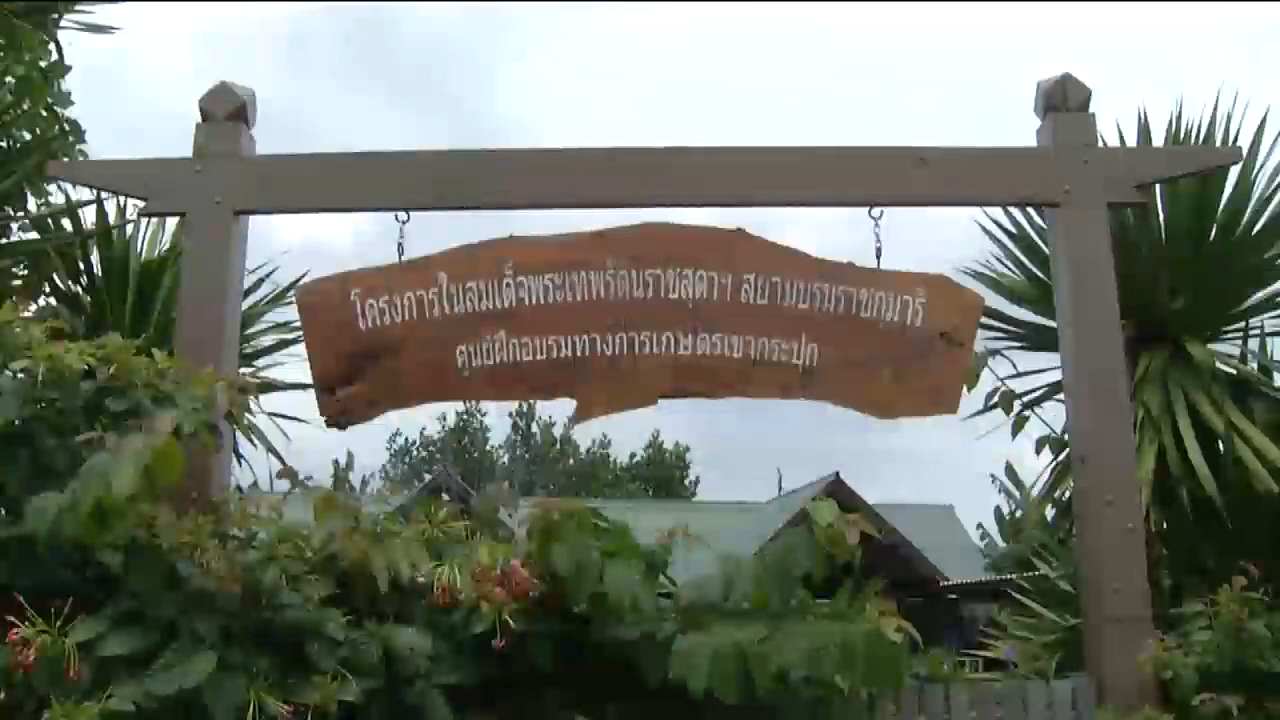 โครงการในสมเด็จพระเทพรัตนราชสุดาฯ สยามบรมราชกุมารี
ศูนย์ฝึกอบรมทางการเกษตรเขากระปุก